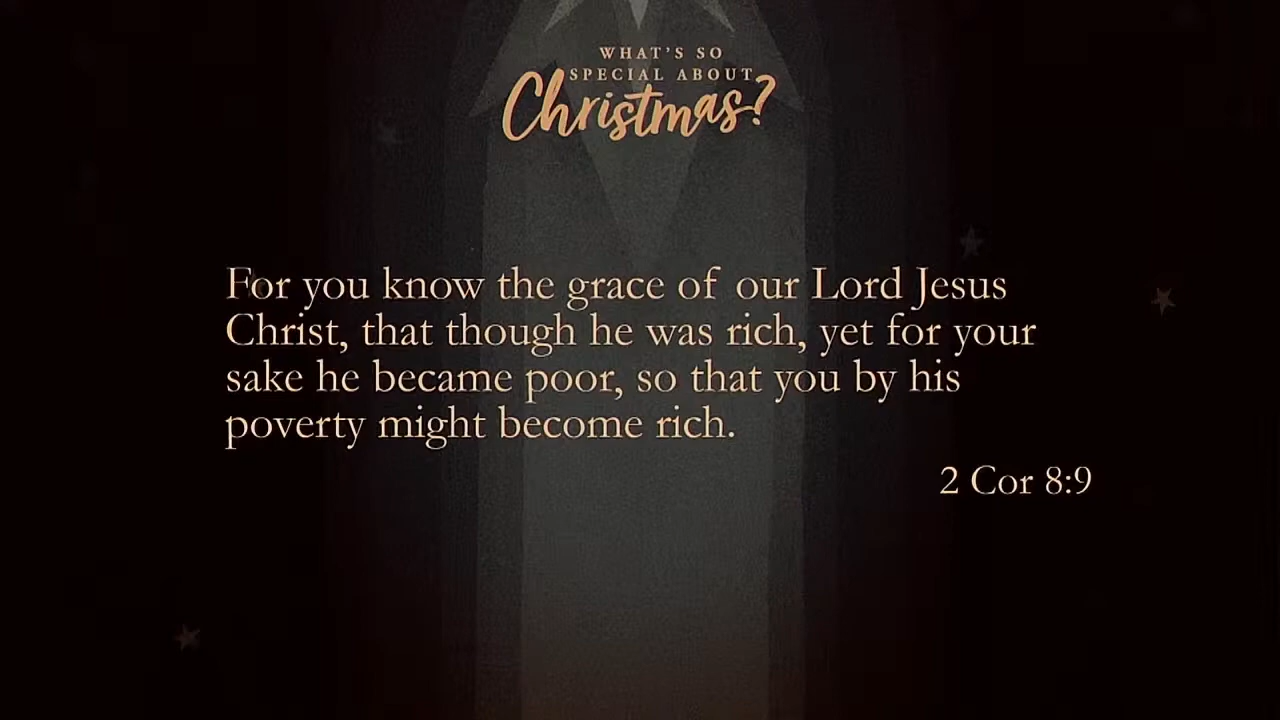 WHAT'S SO
SPECIAL ABOUT
Christmas?
For you know the grace of our Lord Jesus
Christ, that though he was rich, yet for your
sake he became poor, so that you by his
poverty might become rich.
2 Cor 8:9